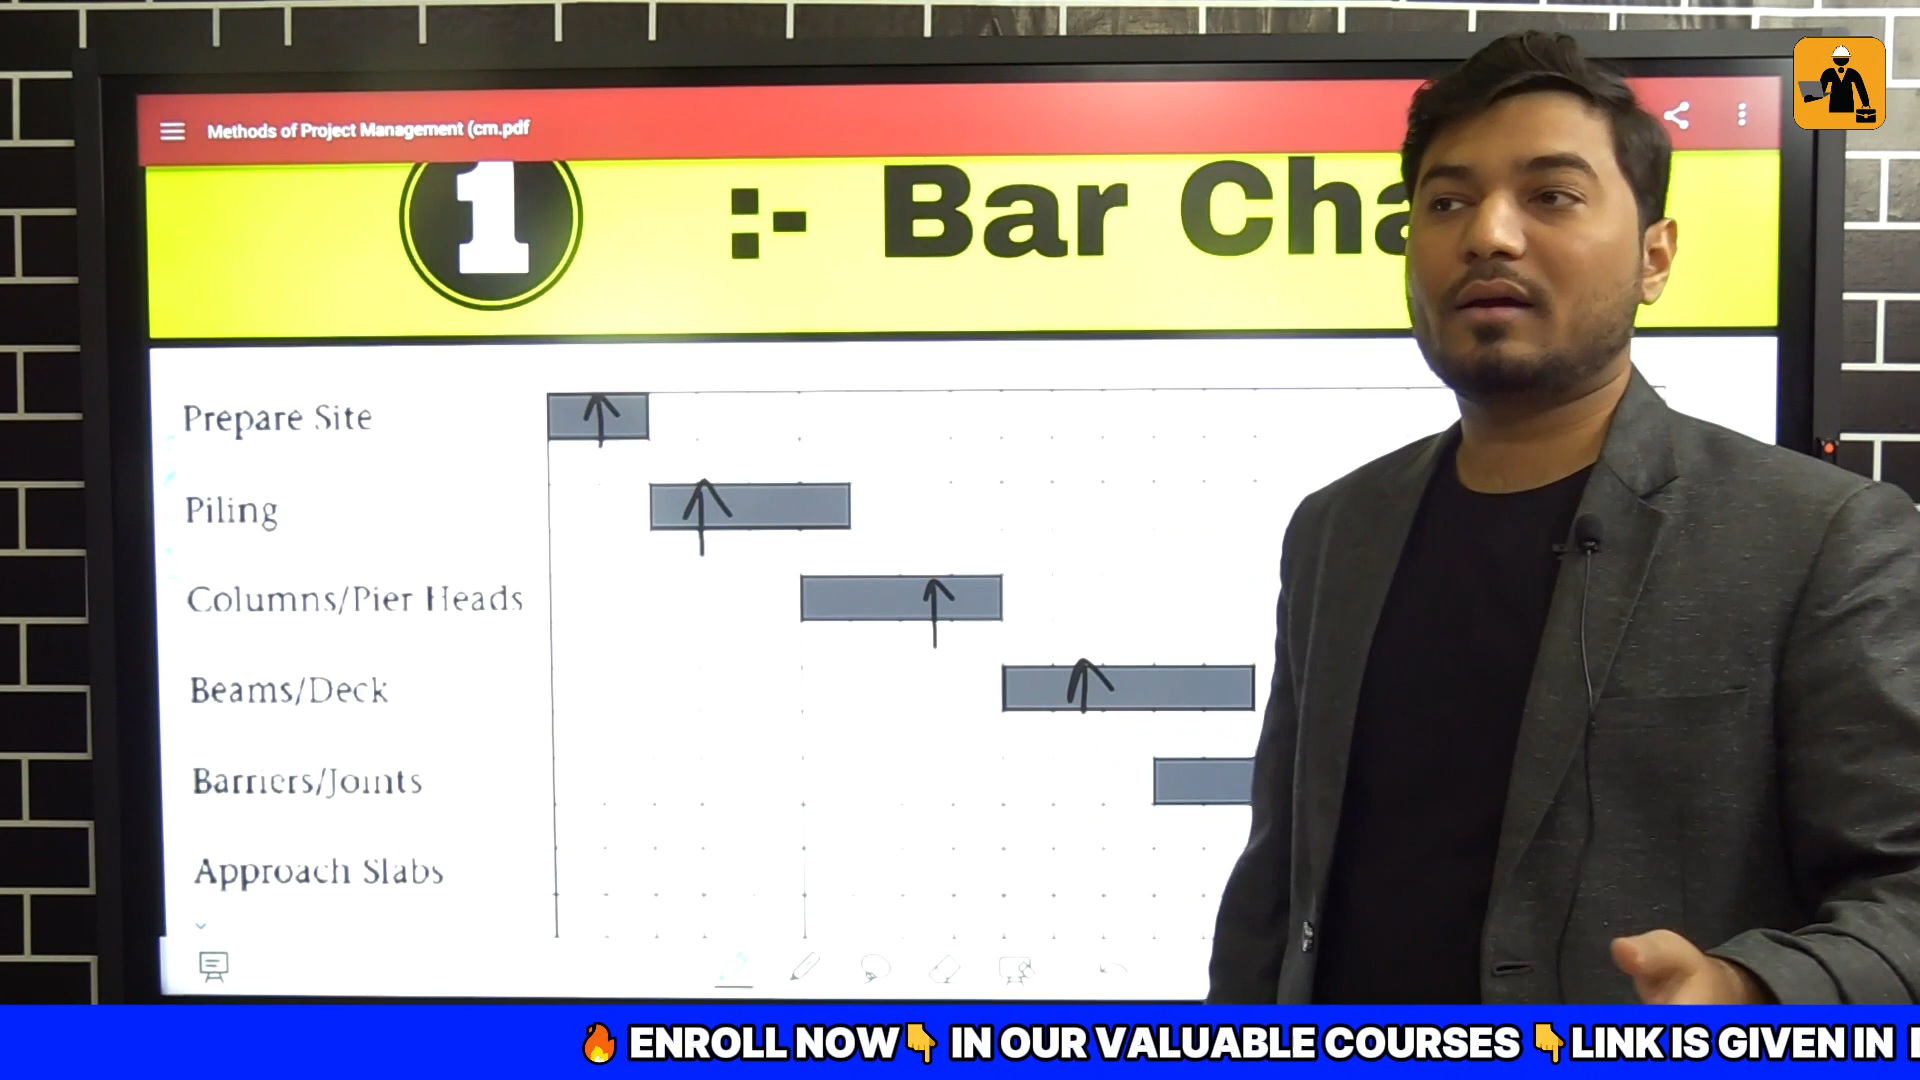 Methods of Project Management (cm.pdf
1 :- Bar Cha
Prepare Site
Piling
Columns/Pier Heads
Beams/Deck
Barriers/Joints
Approach Slabs
🔥 ENROLL NOW👇 IN OUR VALUABLE COURSES 👇LINK IS GIVEN IN